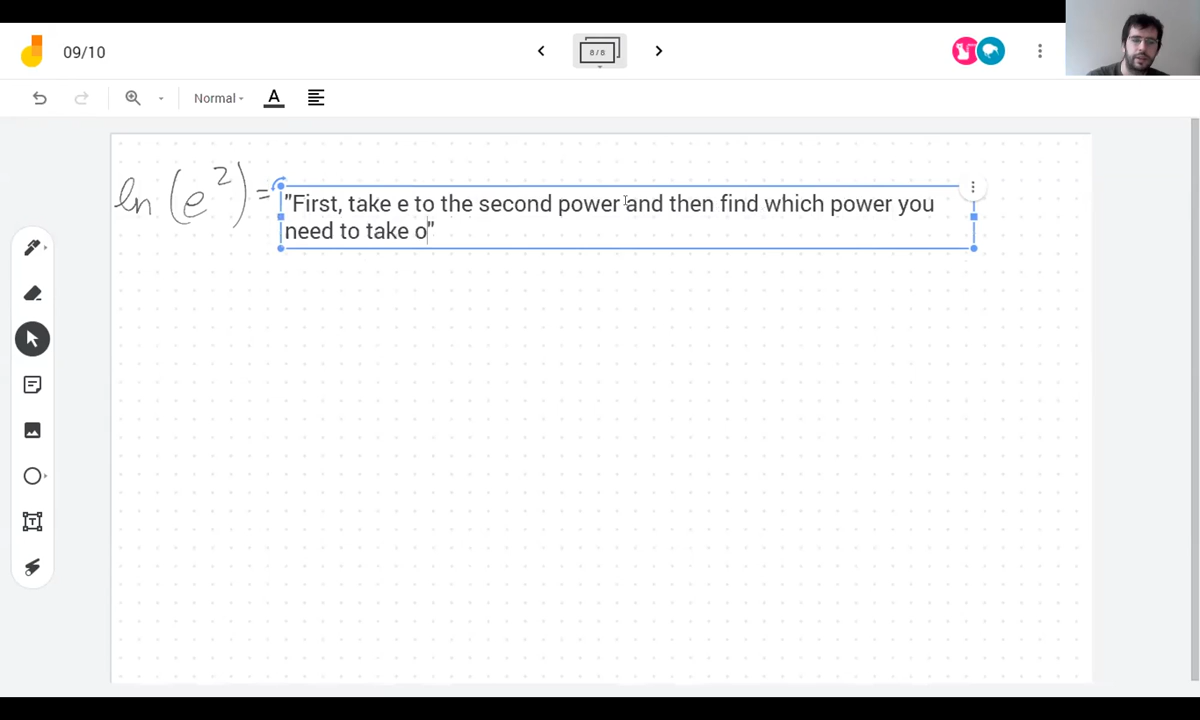 09/10
8/8
Normal
A
ln(e²) =
"First, take e to the second power and then find which power you
need to take o"